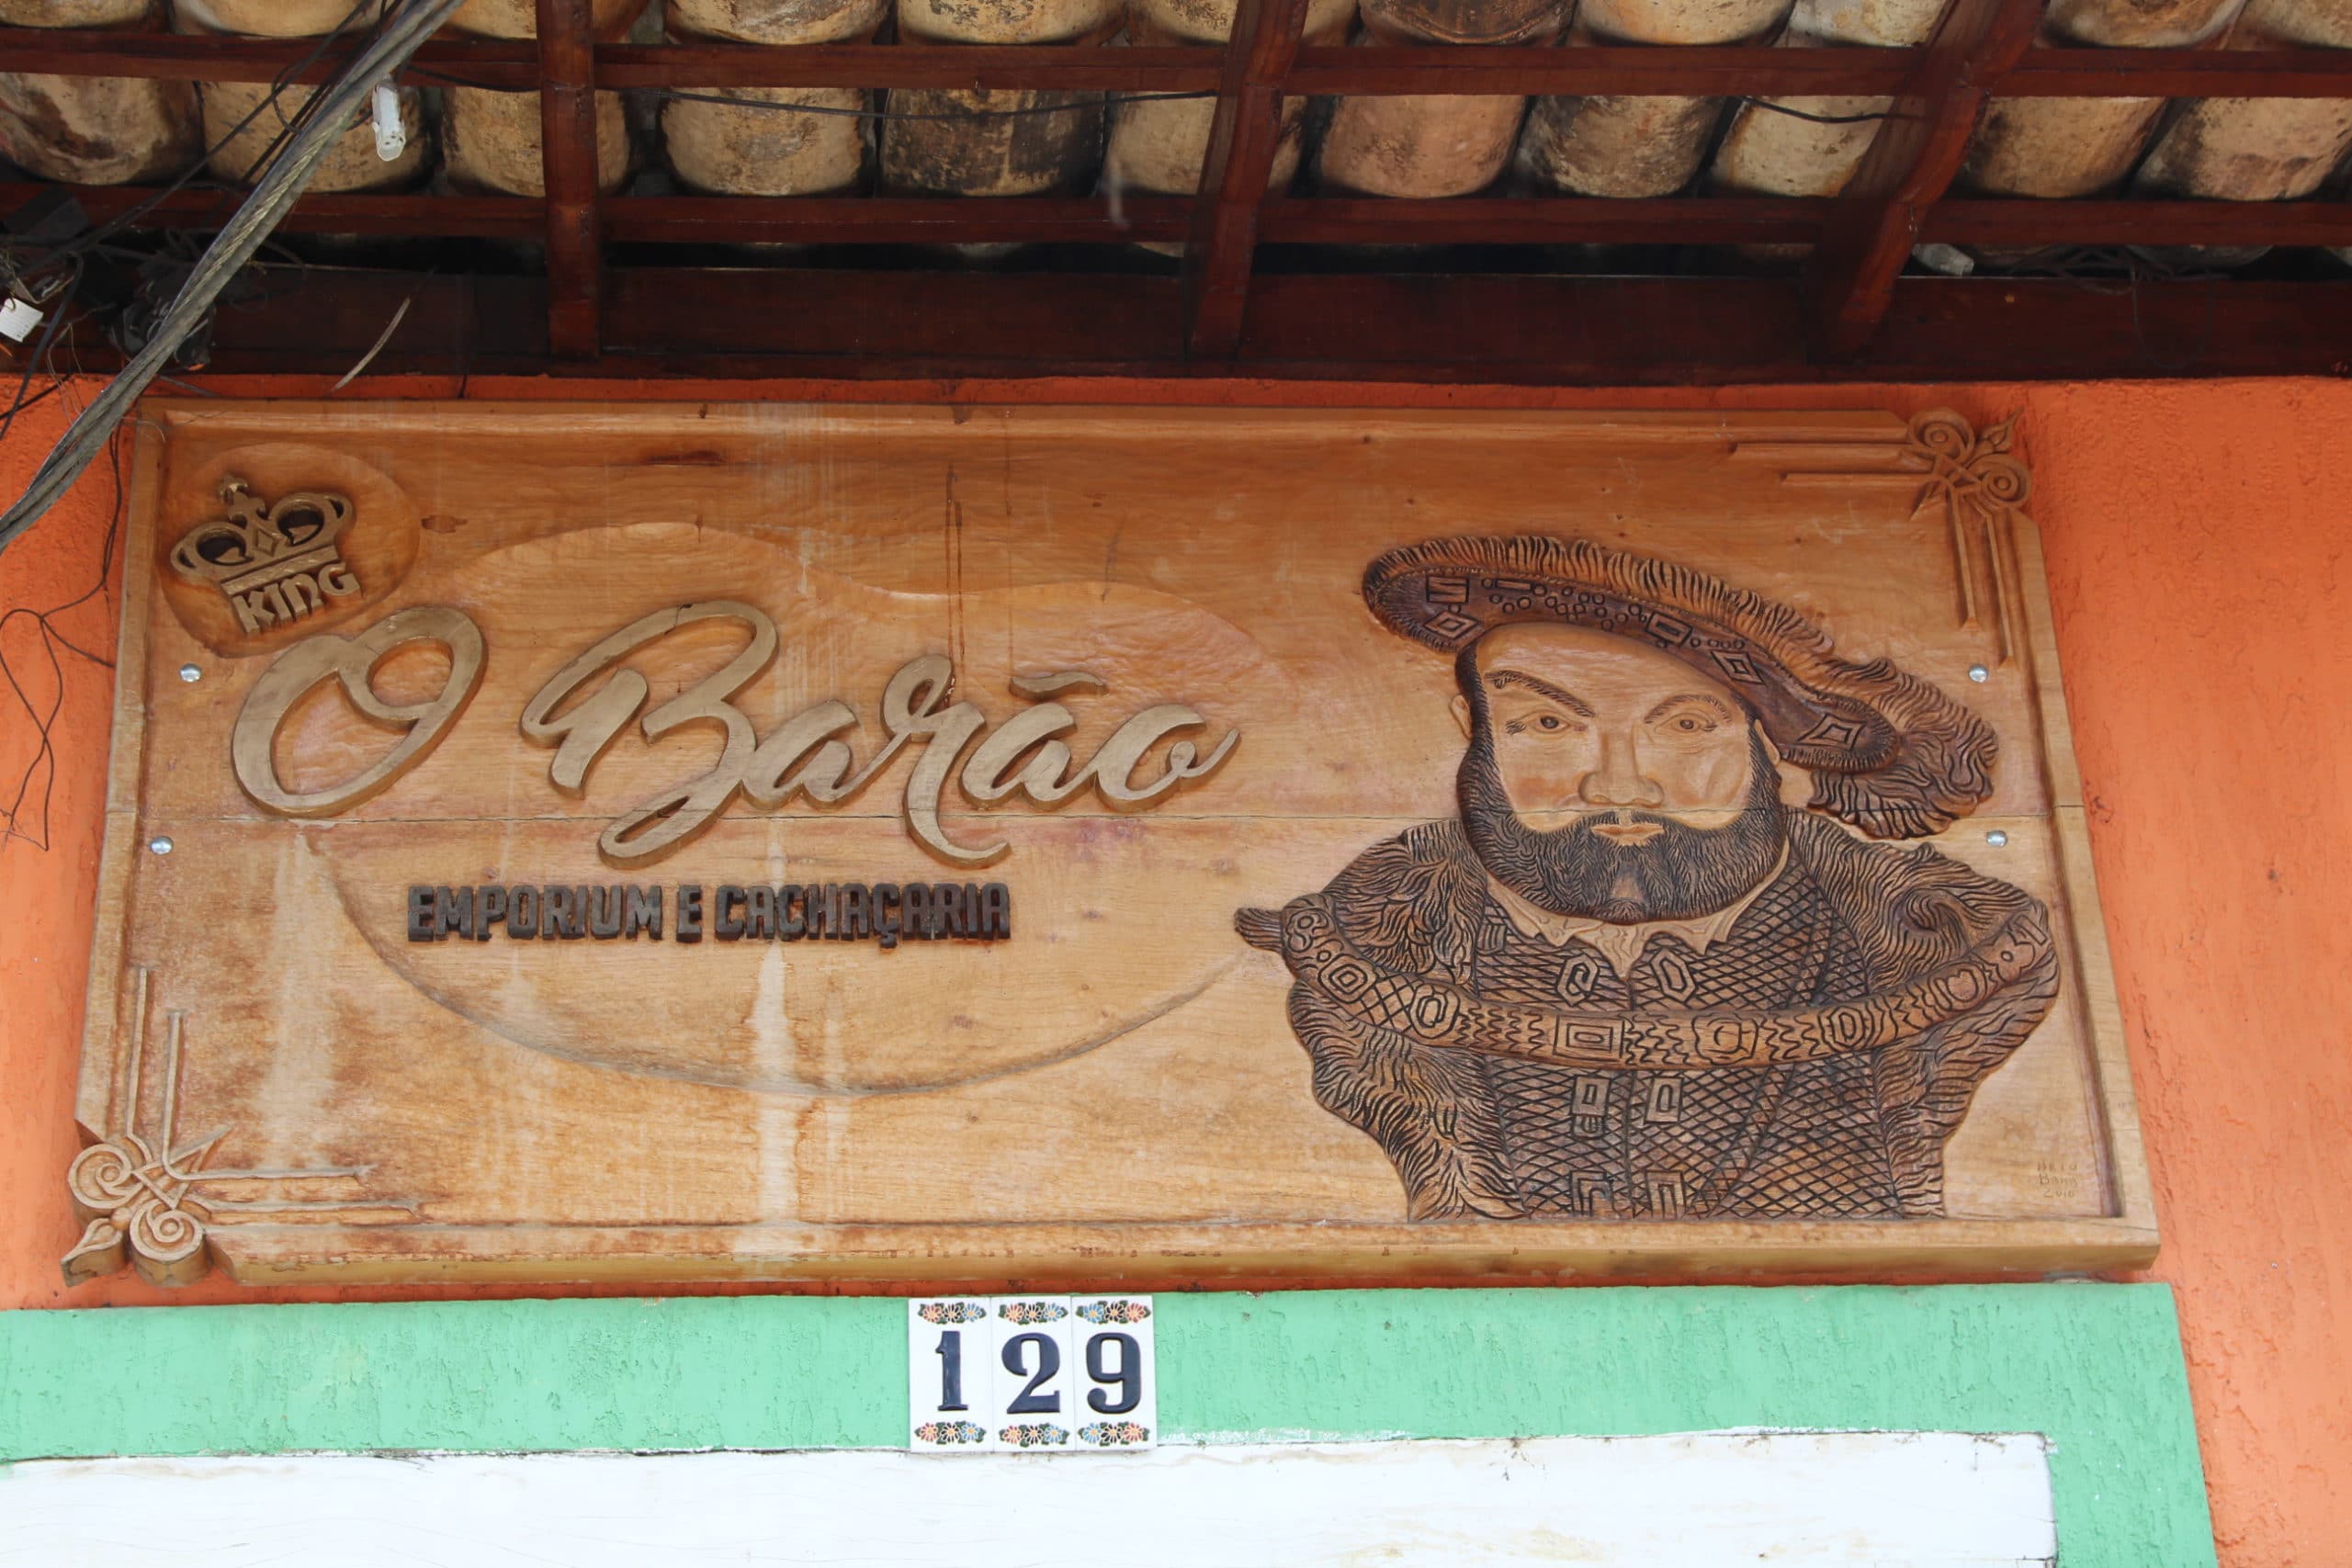 KING
O Barão
EMPORIUM E CACHAÇARIA
129